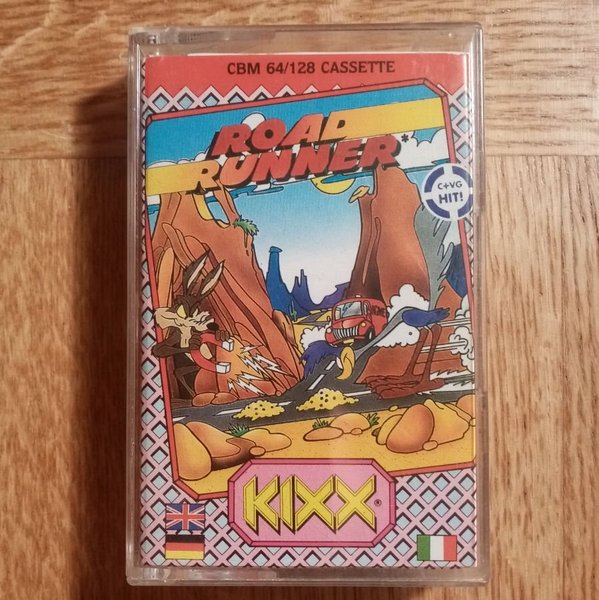 CBM 64/128 CASSETTE
ROAD
RUNNER*
C+VG
HIT!
KIXX®